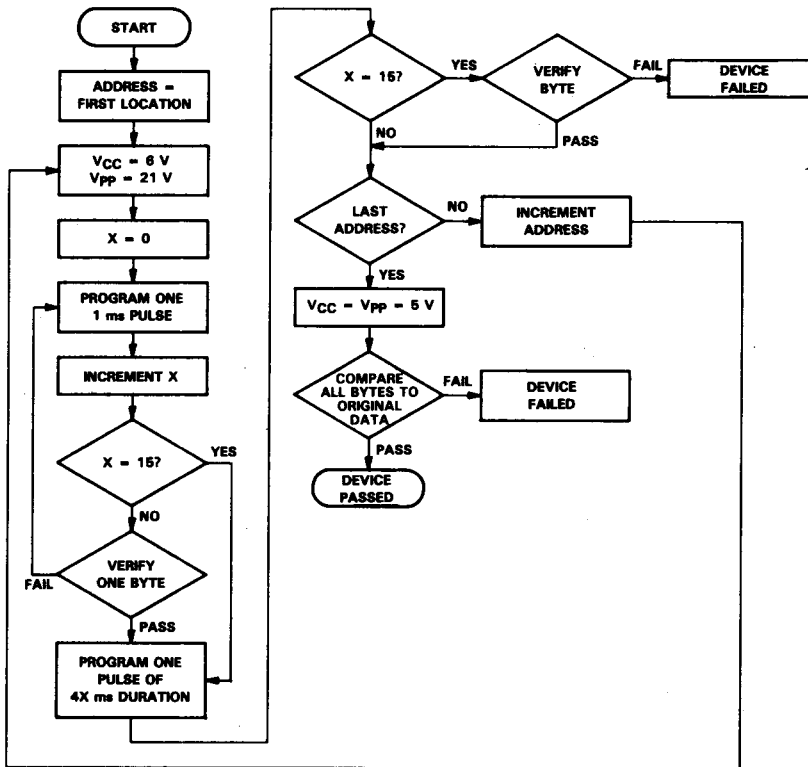 START
ADDRESS =
FIRST LOCATION
VCC = 6 V
VPP = 21 V
X = 0
PROGRAM ONE
1 ms PULSE
INCREMENT X
X = 15?
YES
NO
VERIFY
ONE BYTE
FAIL
PASS
PROGRAM ONE
PULSE OF
4X ms DURATION
X = 15?
YES
NO
VERIFY
BYTE
FAIL
PASS
DEVICE
FAILED
LAST
ADDRESS?
NO
YES
INCREMENT
ADDRESS
VCC = VPP = 5 V
COMPARE
ALL BYTES TO
ORIGINAL
DATA
FAIL
PASS
DEVICE
FAILED
DEVICE
PASSED